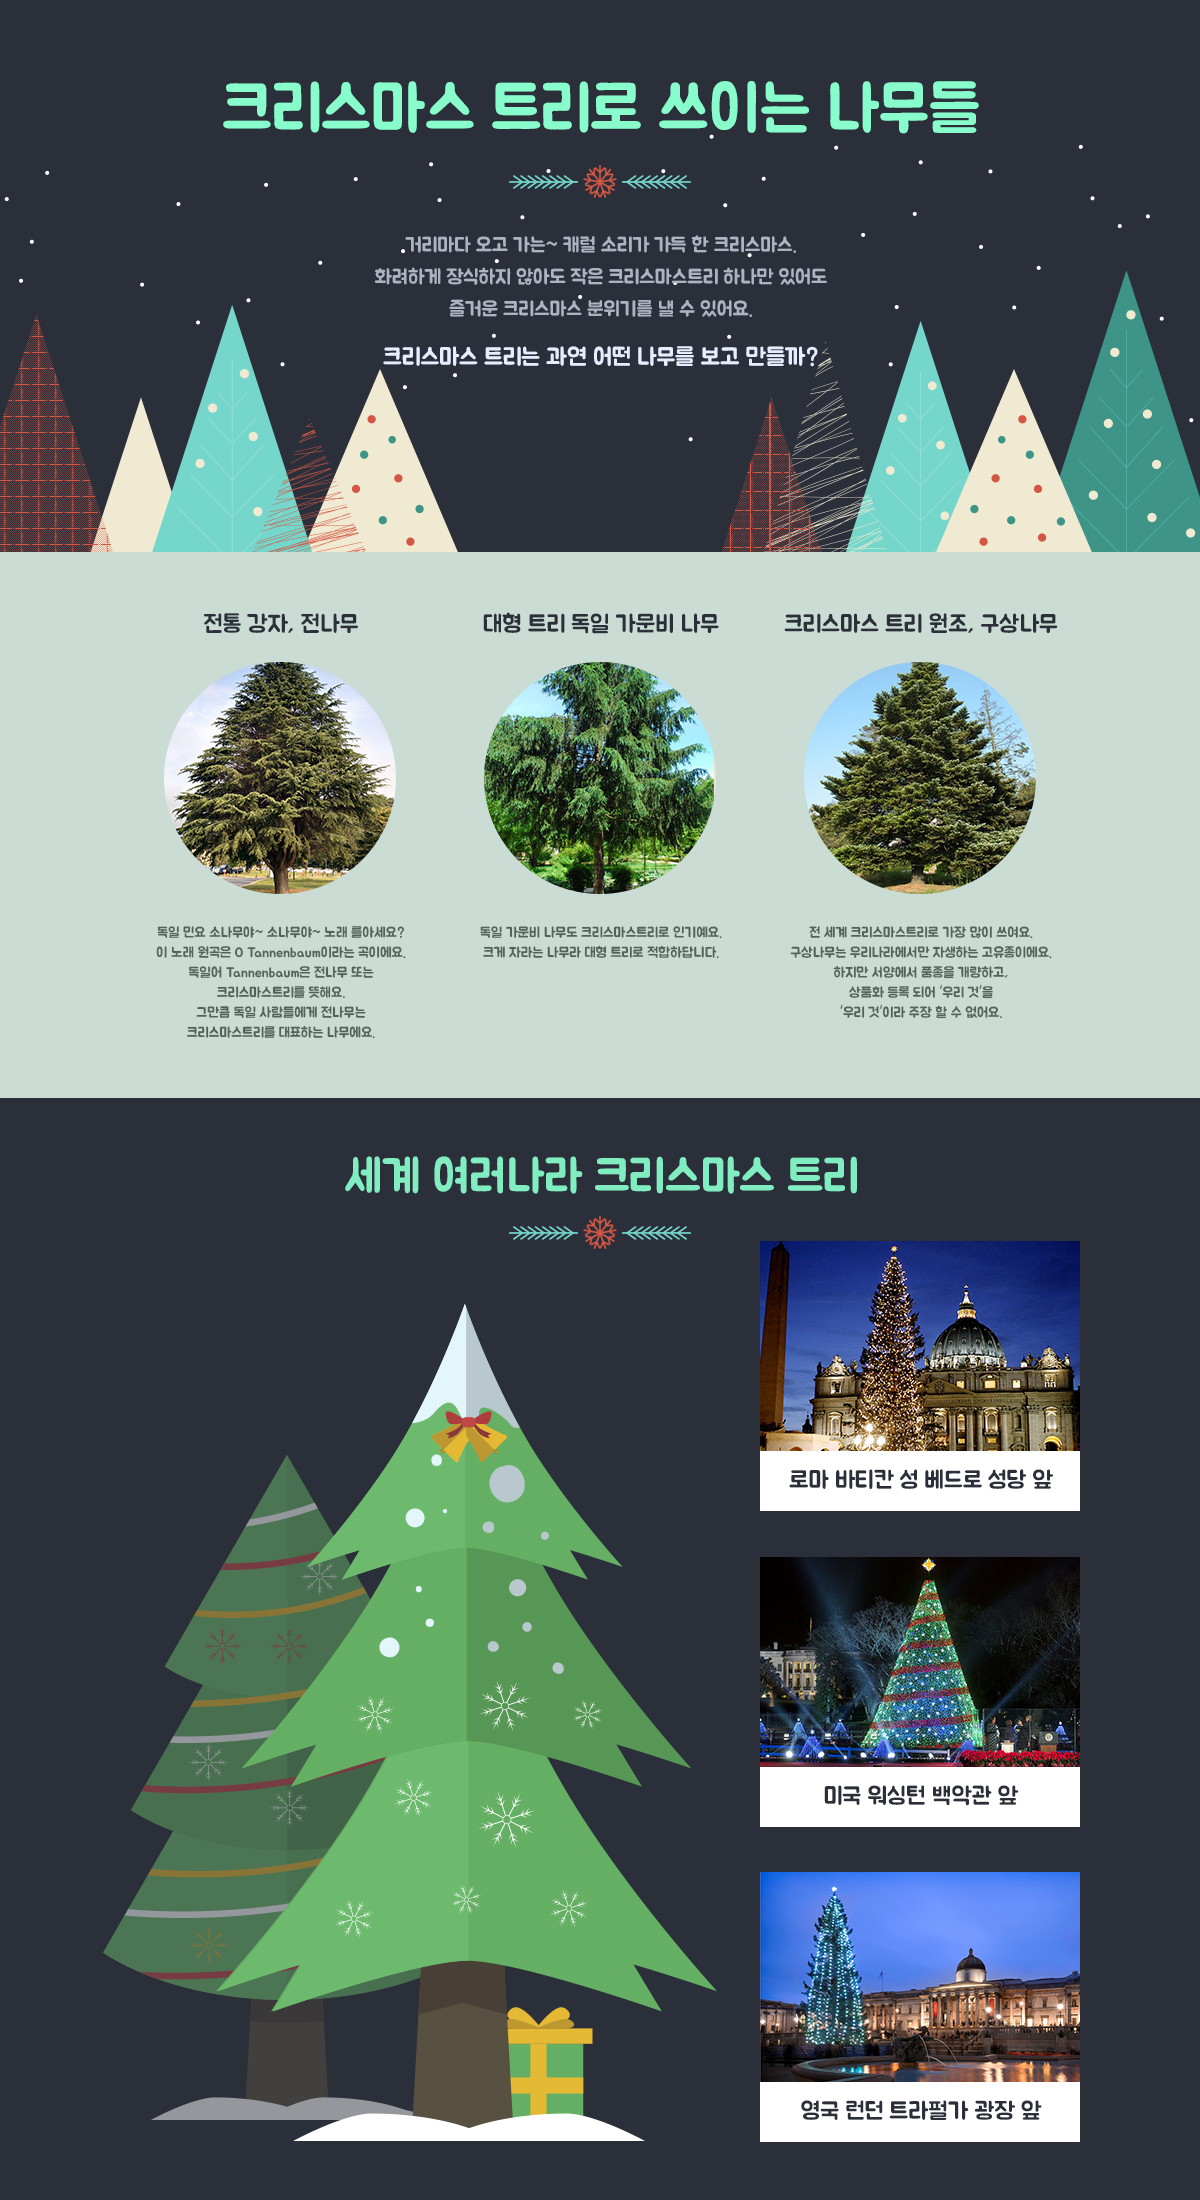 크리스마스 트리로 쓰이는 나무들
거리마다 오고 가는~ 캐럴 소리가 가득 한 크리스마스.
화려하게 장식하지 않아도 작은 크리스마스트리 하나만 있어도
즐거운 크리스마스 분위기를 낼 수 있어요.
크리스마스 트리는 과연 어떤 나무를 보고 만들까?
전통 강자, 전나무
독일 민요 소나무야~ 소나무야~ 노래 를아세요?
이 노래 원곡은 O Tannenbaum이라는 곡이에요.
독일어 Tannenbaum은 전나무 또는
크리스마스트리를 뜻해요.
그만큼 독일 사람들에게 전나무는
크리스마스트리를 대표하는 나무에요.
대형 트리 독일 가문비 나무
독일 가문비 나무도 크리스마스트리로 인기예요.
크게 자라는 나무라 대형 트리로 적합하답니다.
크리스마스 트리 원조, 구상나무
전 세계 크리스마스트리로 가장 많이 쓰여요.
구상나무는 우리나라에서만 자생하는 고유종이에요.
하지만 서양에서 품종을 개량하고,
상품화 등록 되어 '우리 것'을
'우리 것'이라 주장 할 수 없어요.
세계 여러나라 크리스마스 트리
로마 바티칸 성 베드로 성당 앞
미국 워싱턴 백악관 앞
영국 런던 트라펄가 광장 앞